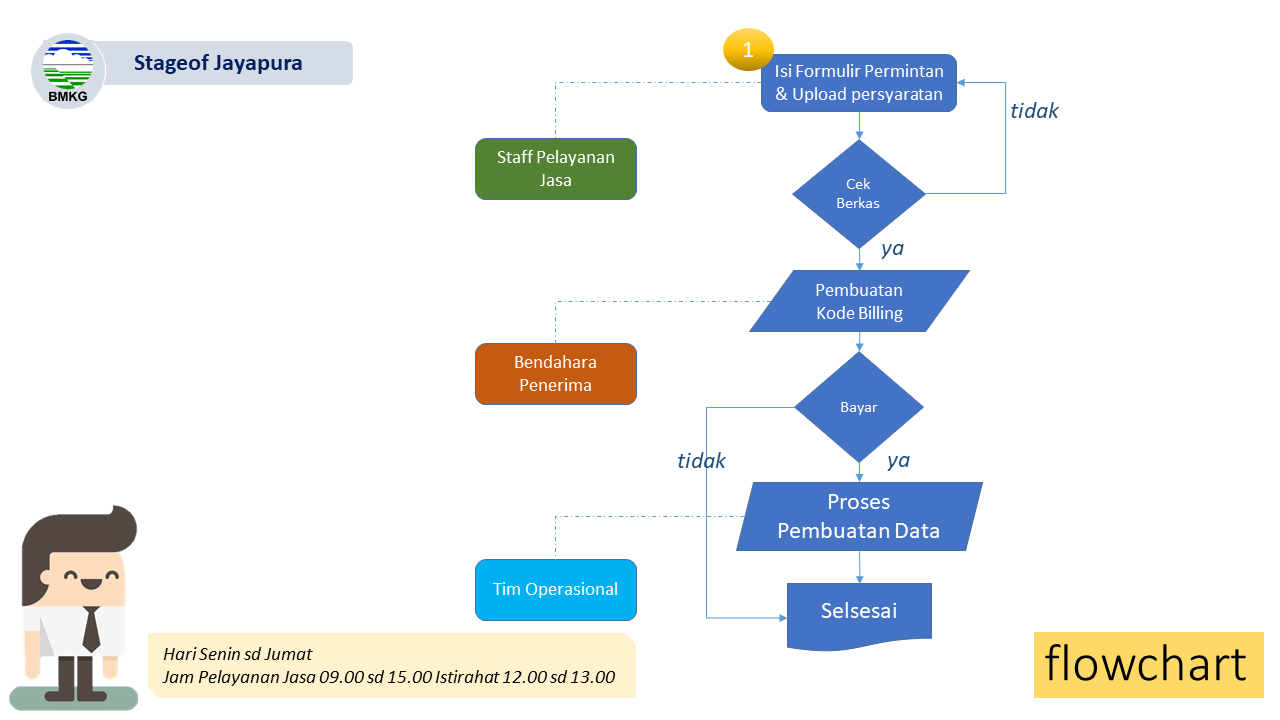 BMKG
Stageof Jayapura
1
Isi Formulir Permintan
& Upload persyaratan
tidak
Staff Pelayanan
Jasa
Cek
Berkas
ya
Pembuatan
Kode Billing
Bendahara
Penerima
Bayar
tidak
ya
Proses
Pembuatan Data
Tim Operasional
Selsesai
Hari Senin sd Jumat
Jam Pelayanan Jasa 09.00 sd 15.00 Istirahat 12.00 sd 13.00
flowchart